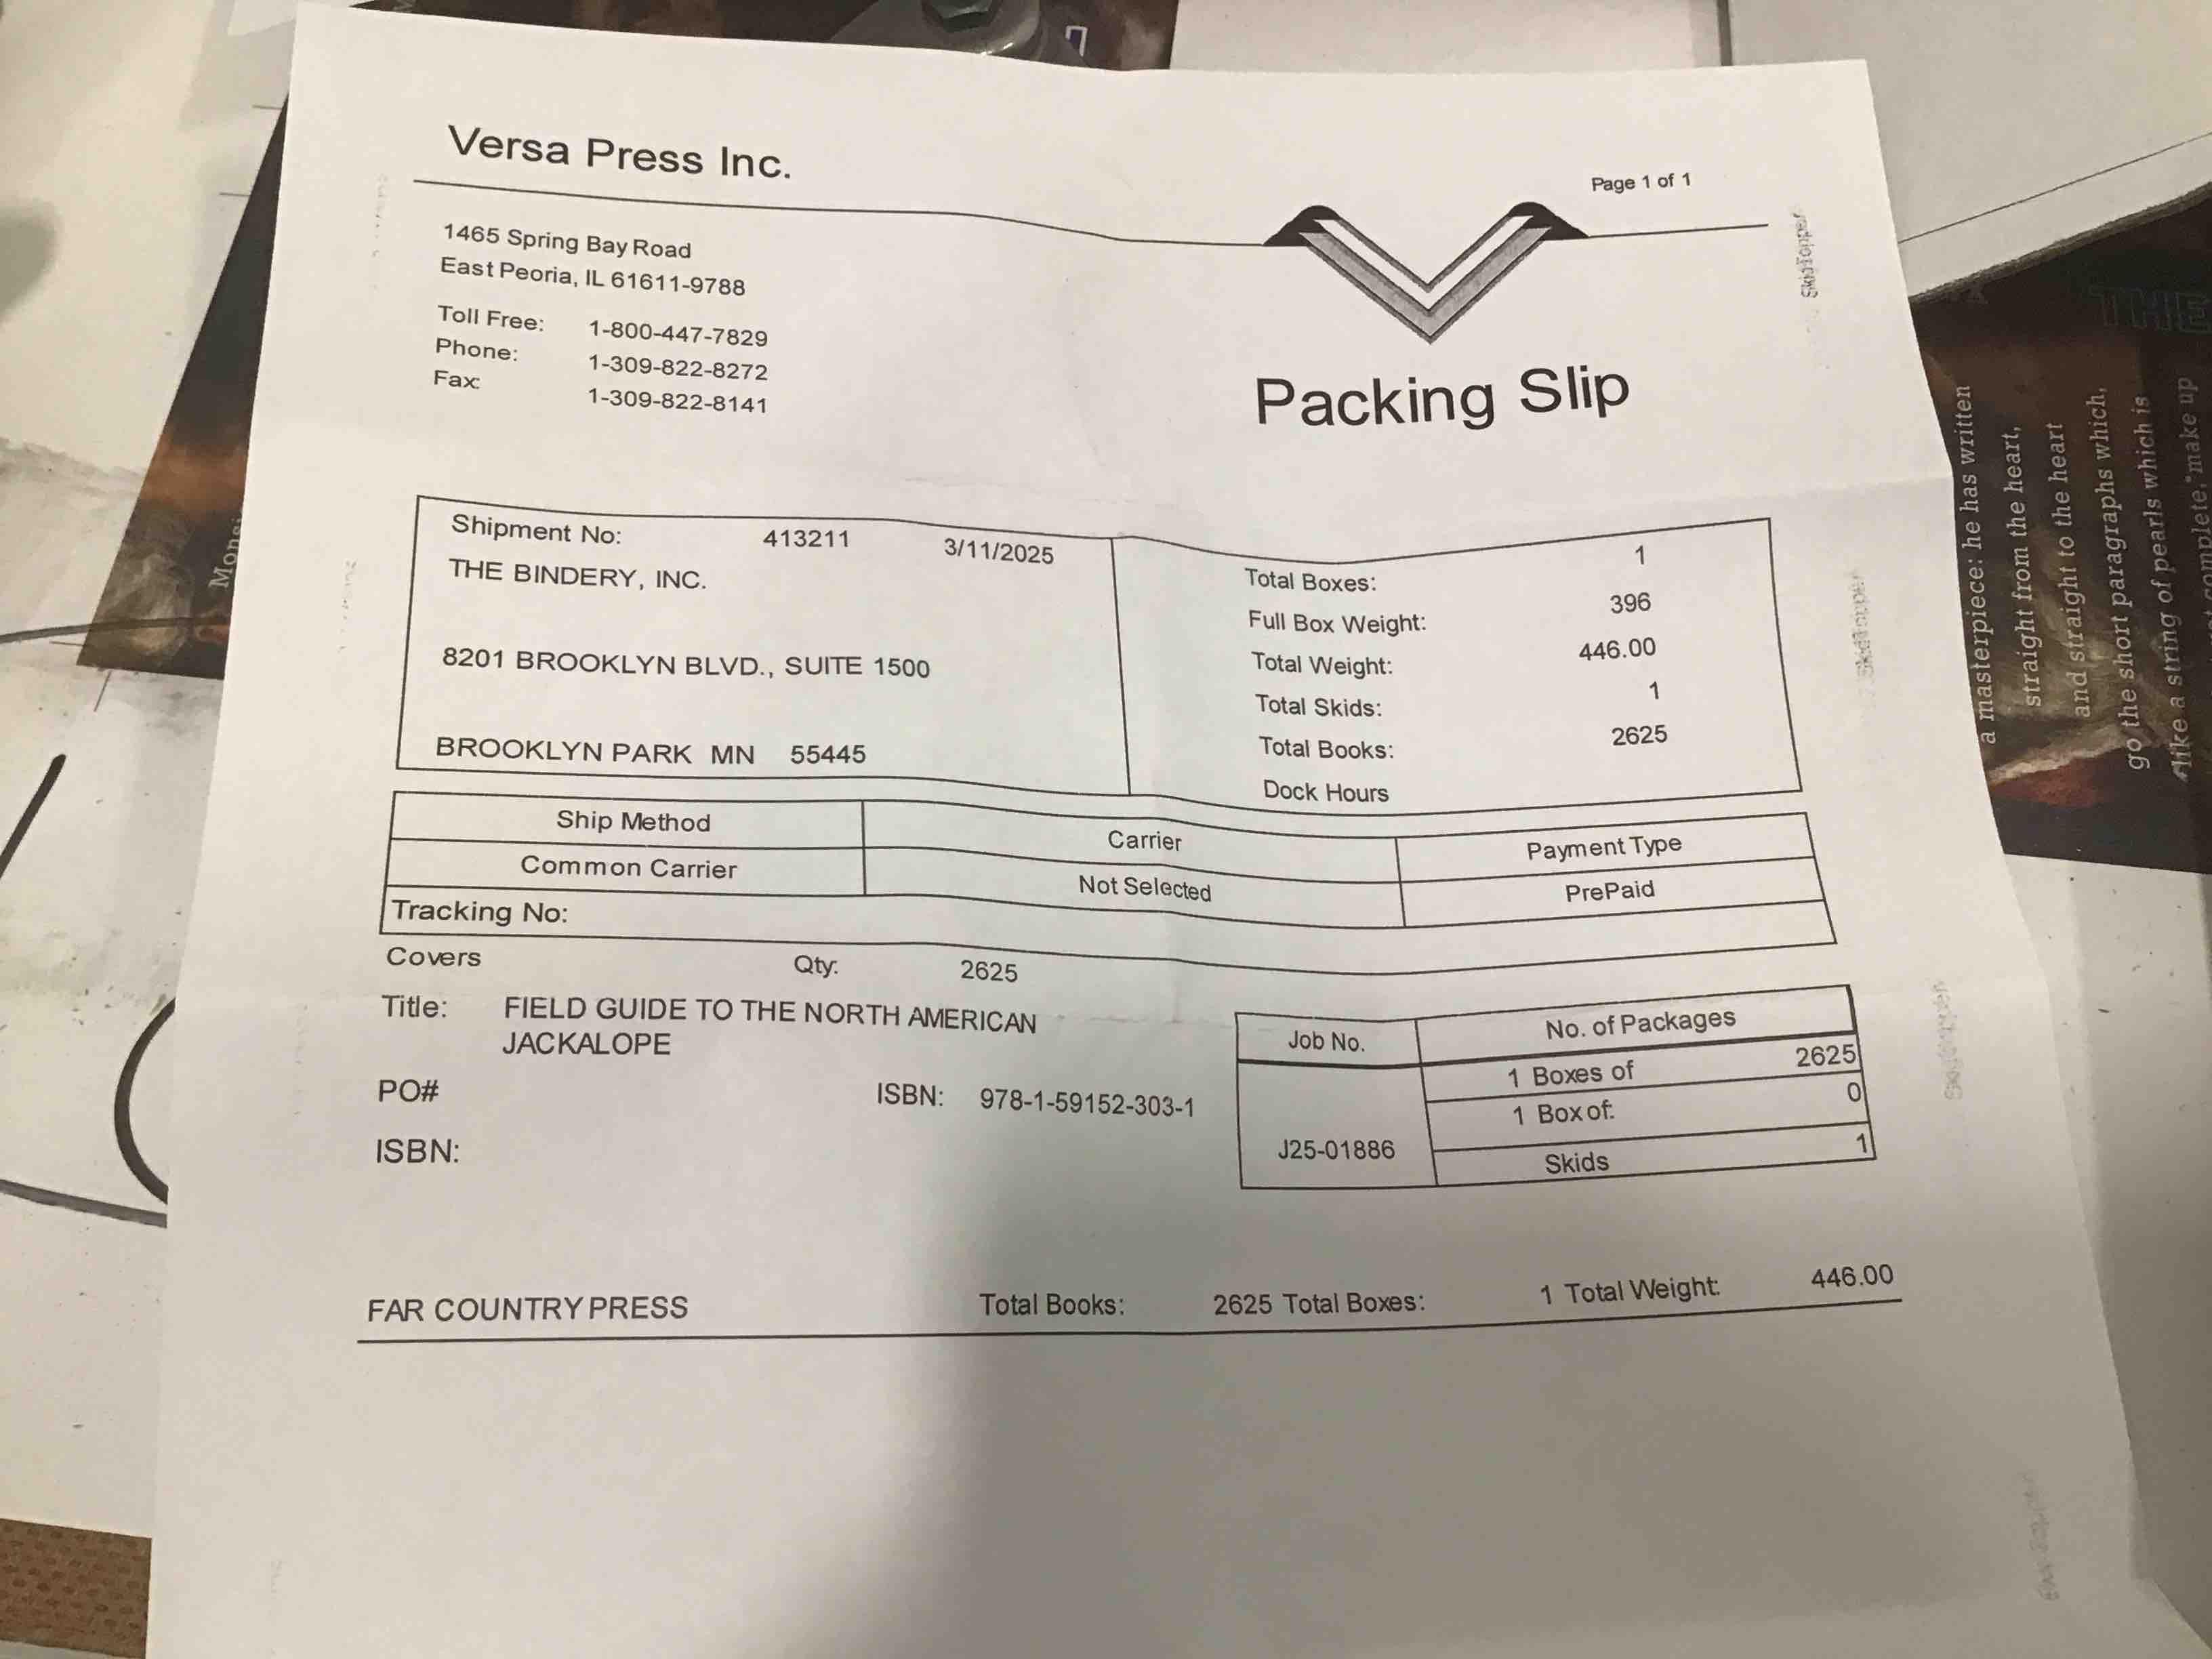 Versa Press Inc.
Page 1 of 1
1465 Spring Bay Road
East Peoria, IL 61611-9788
Toll Free: 1-800-447-7829
Phone: 1-309-822-8272
Fax: 1-309-822-8141
Packing Slip
Shipment No: 413211 3/11/2025
THE BINDERY, INC.
8201 BROOKLYN BLVD., SUITE 1500
BROOKLYN PARK MN 55445
Total Boxes: 1
Full Box Weight: 396
Total Weight: 446.00
Total Skids: 1
Total Books: 2625
Dock Hours
Ship Method Carrier Payment Type
Common Carrier Not Selected PrePaid
Tracking No:
Covers Qty: 2625
Title: FIELD GUIDE TO THE NORTH AMERICAN
JACKALOPE
PO# ISBN: 978-1-59152-303-1
ISBN:
Job No. No. of Packages
1 Boxes of 2625
1 Box of: 0
J25-01886 Skids 1
FAR COUNTRY PRESS Total Books: 2625 Total Boxes: 1 Total Weight: 446.00
SkidTopper
THE
a masterpiece: he has written
straight from the heart,
and straight to the heart
go the short paragraphs which,
like a string of pearls which is
complete, make up